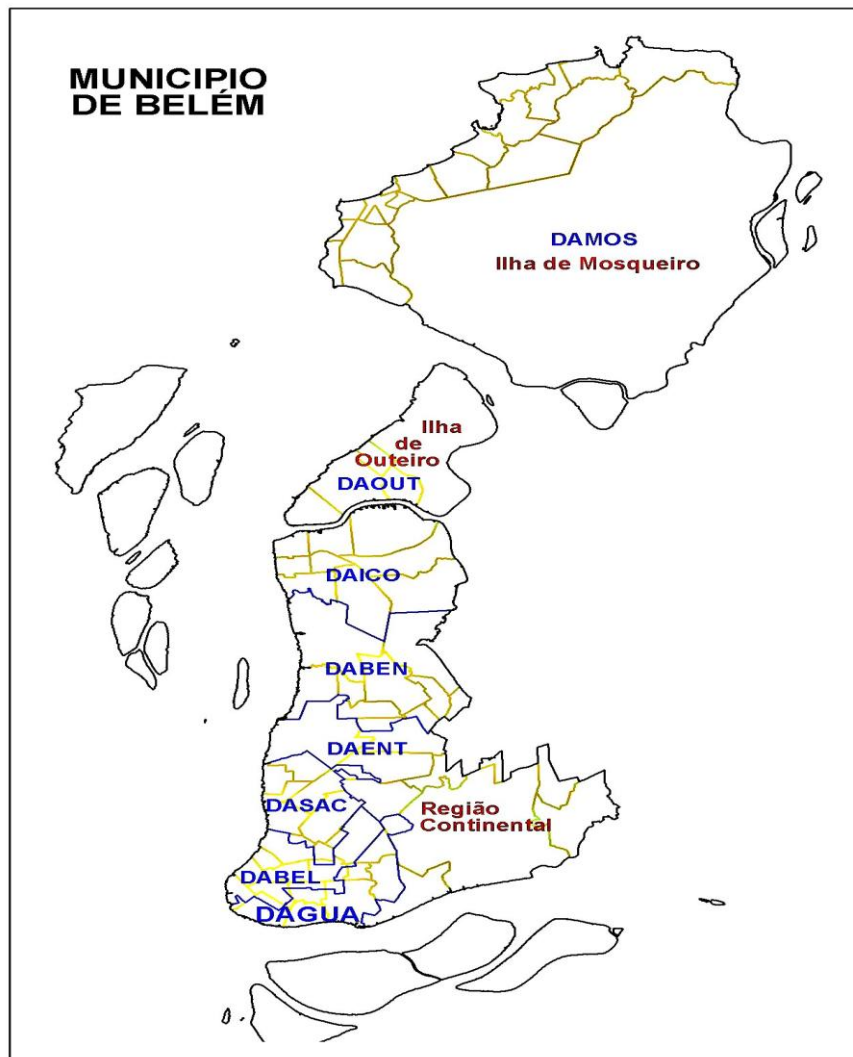 MUNICIPIO
DE BELÉM
DAMOS
Ilha de Mosqueiro
Ilha
de
Outeiro
DAOUT
DAICO
DABEN
DAENT
DASAC
Região
Continental
DABEL
DAGUA